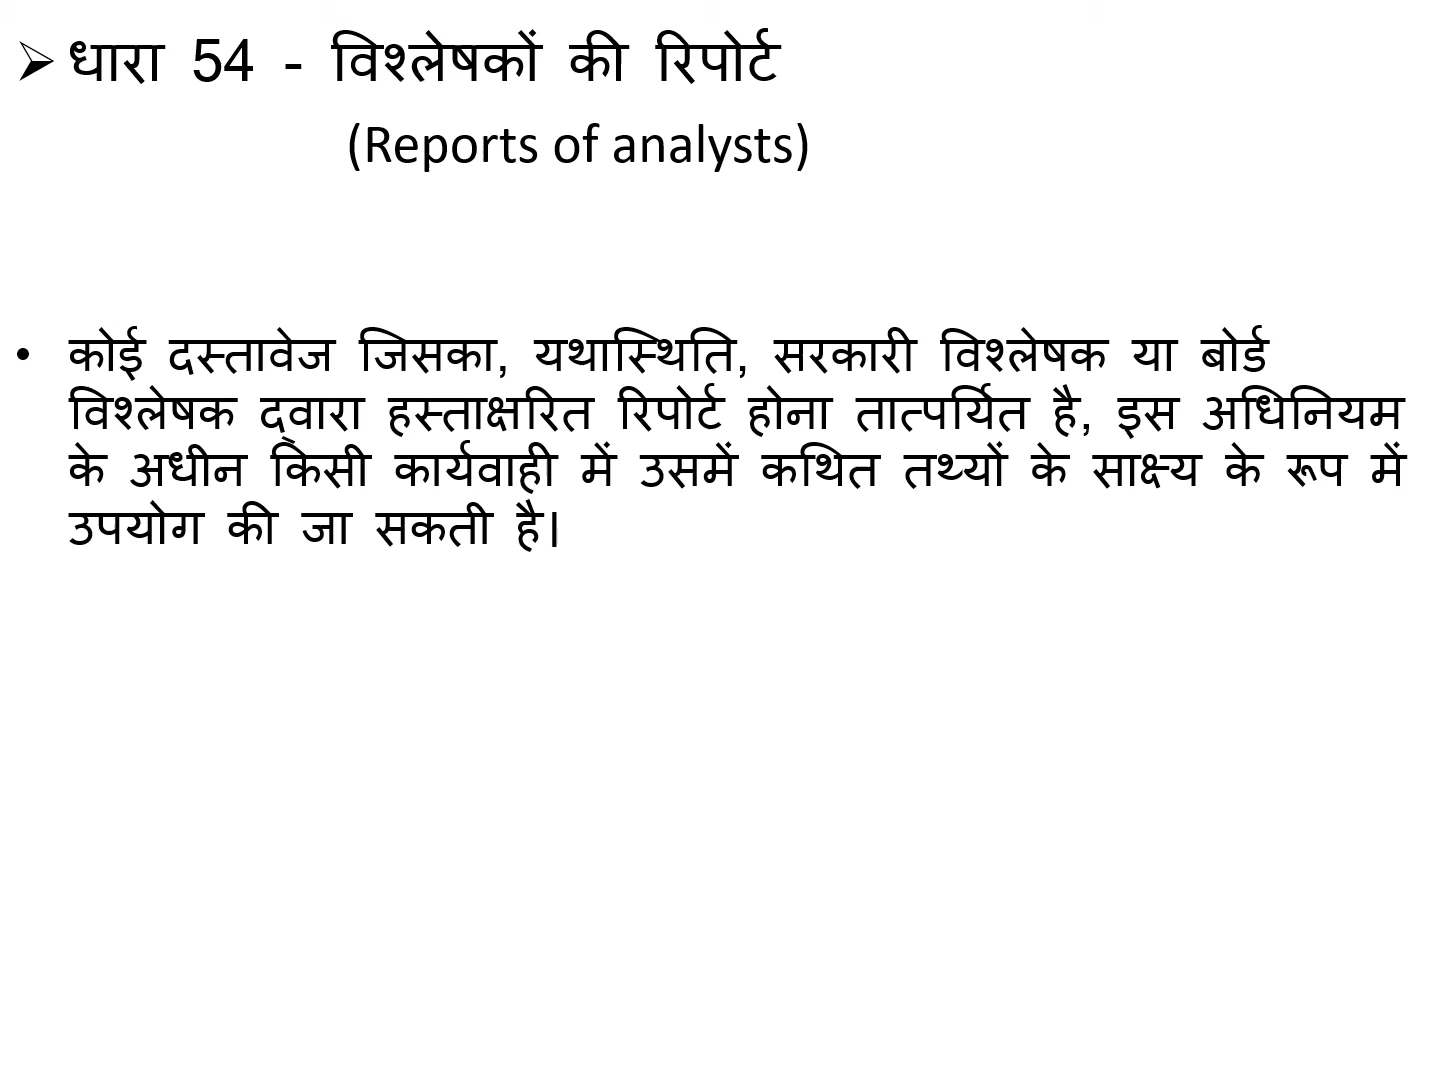 ➢ धारा 54 - विश्लेषकों की रिपोर्ट
(Reports of analysts)
• कोई दस्तावेज जिसका, यथास्थिति, सरकारी विश्लेषक या बोर्ड
विश्लेषक द्वारा हस्ताक्षरित रिपोर्ट होना तात्पर्यित है, इस अधिनियम
के अधीन किसी कार्यवाही में उसमें कथित तथ्यों के साक्ष्य के रूप में
उपयोग की जा सकती है।